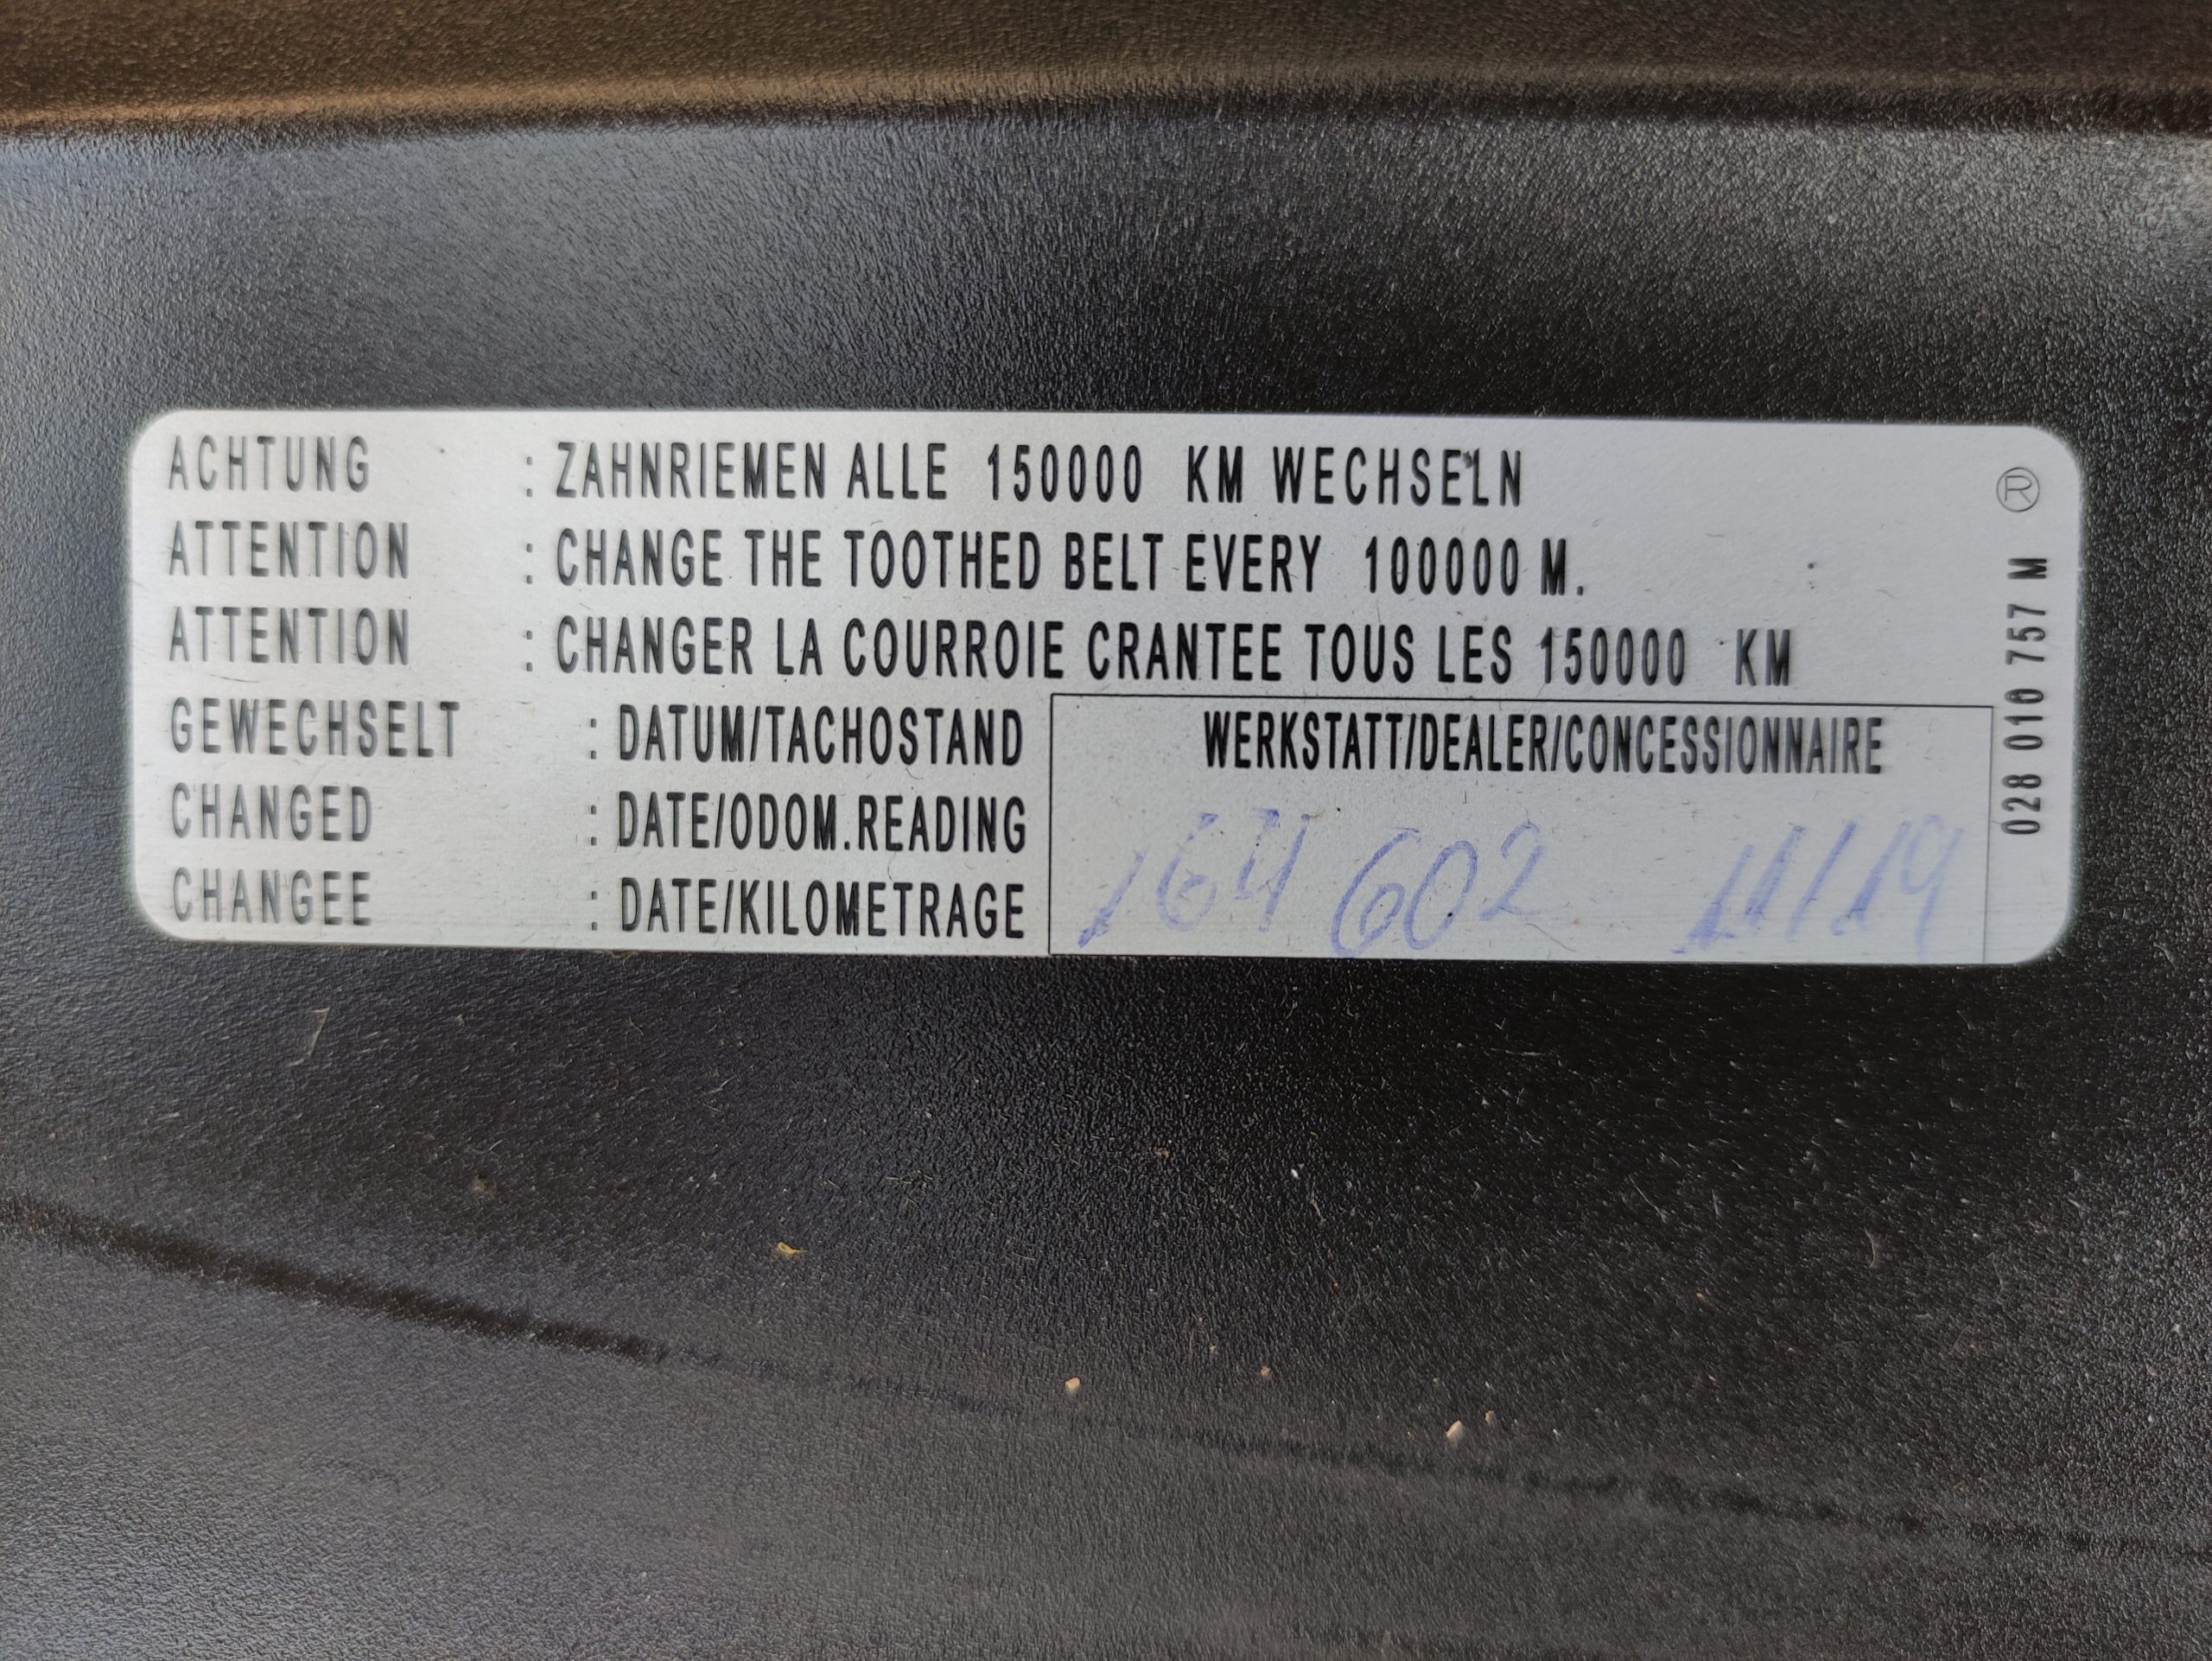 ACHTUNG : ZAHNRIEMEN ALLE 150000 KM WECHSELN
ATTENTION : CHANGE THE TOOTHED BELT EVERY 100000 M.
ATTENTION : CHANGER LA COURROIE CRANTEE TOUS LES 150000 KM
GEWECHSELT : DATUM/TACHOSTAND
CHANGED : DATE/ODOM.READING
CHANGEE : DATE/KILOMETRAGE
WERKSTATT/DEALER/CONCESSIONNAIRE
164 602 11/19
®
028 010 757 M